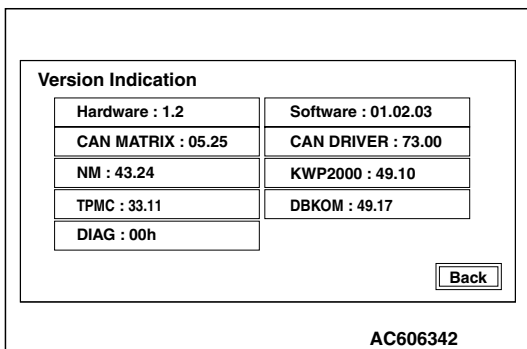 Version Indication
Hardware : 1.2
Software : 01.02.03
CAN MATRIX : 05.25
CAN DRIVER : 73.00
NM : 43.24
KWP2000 : 49.10
TPMC : 33.11
DBKOM : 49.17
DIAG : 00h
Back
AC606342